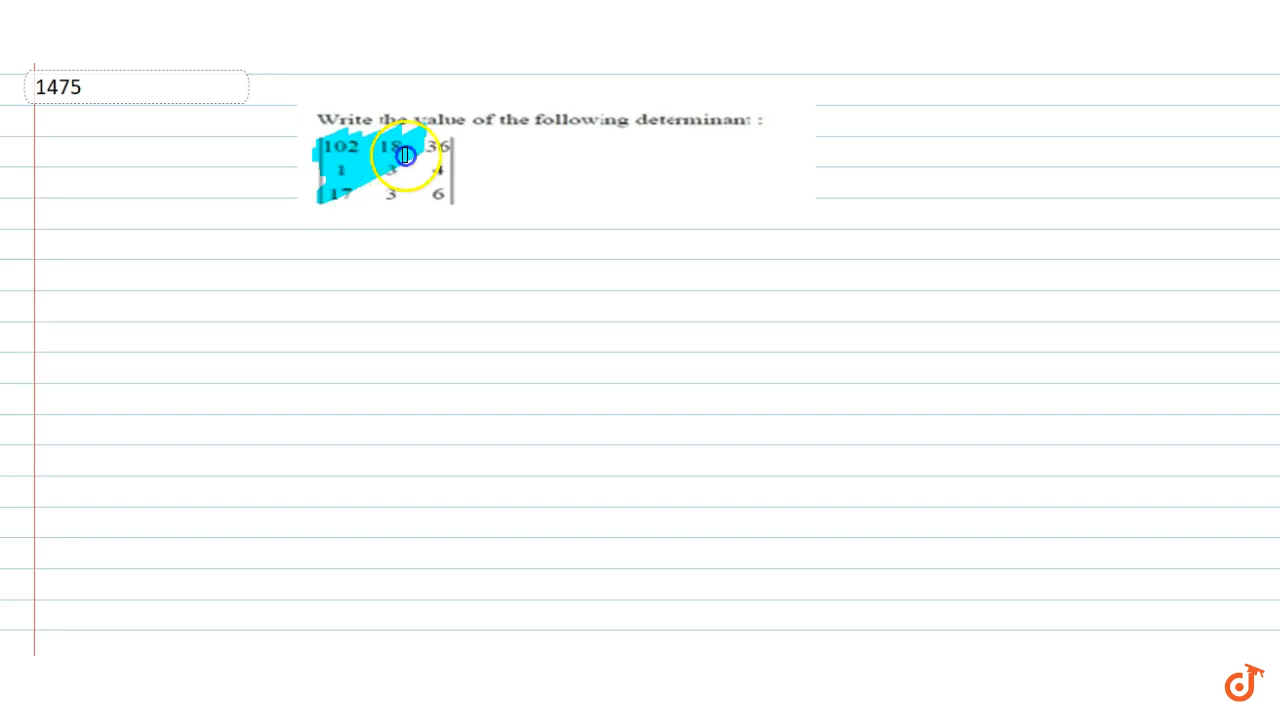 1475
Write the value of the following determinant :
102 18 36
1 3 4
17 3 6